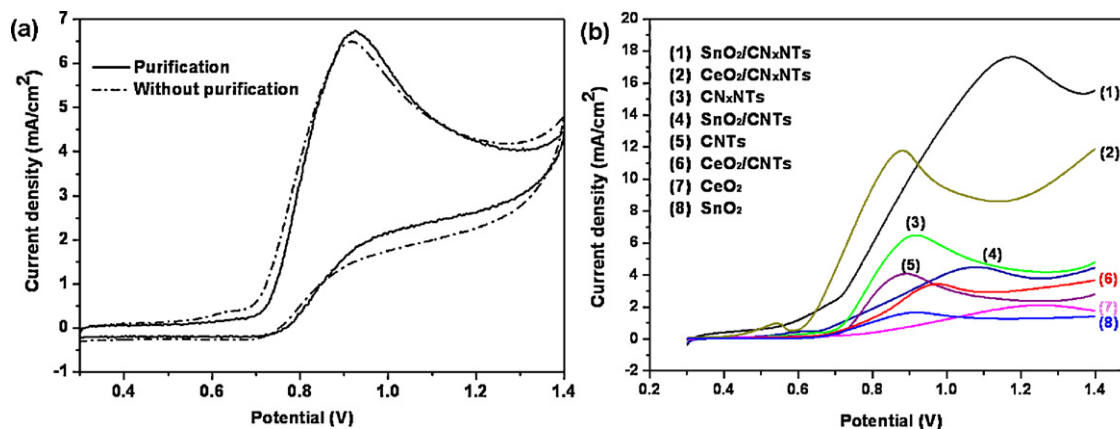 (a)
7
6
5
4
3
2
1
0
-1
Current density (mA/cm²)
Purification
Without purification
0.4
0.6
0.8
1.0
1.2
1.4
Potential (V)
(b)
20
18
16
14
12
10
8
6
4
2
0
-2
Current density (mA/cm²)
(1) SnO₂/CNxNTs
(2) CeO₂/CNxNTs
(3) CNxNTs
(4) SnO₂/CNTs
(5) CNTs
(6) CeO₂/CNTs
(7) CeO₂
(8) SnO₂
(1)
(2)
(3)
(4)
(5)
(6)
(7)
(8)
0.2
0.4
0.6
0.8
1.0
1.2
1.4
Potential (V)